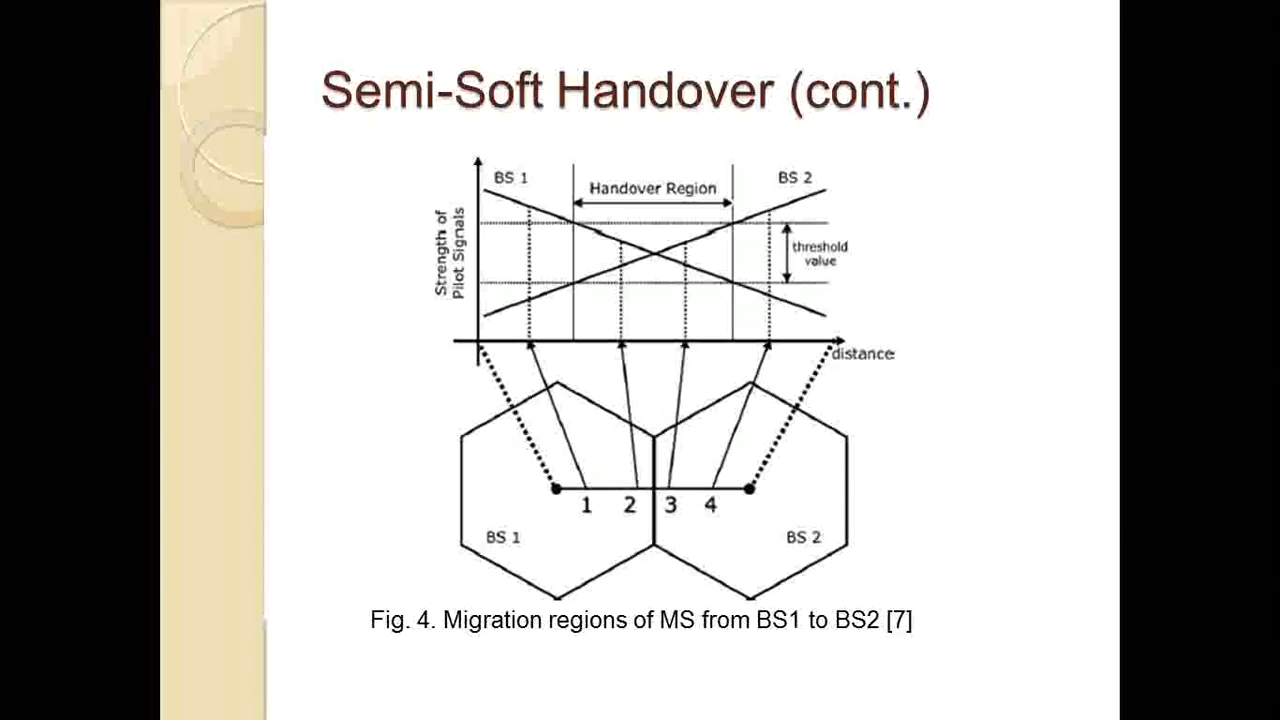 Semi-Soft Handover (cont.)
BS 1
Handover Region
BS 2
Strength of
Pilot Signals
threshold
value
distance
1 2 3 4
BS 1
BS 2
Fig. 4. Migration regions of MS from BS1 to BS2 [7]